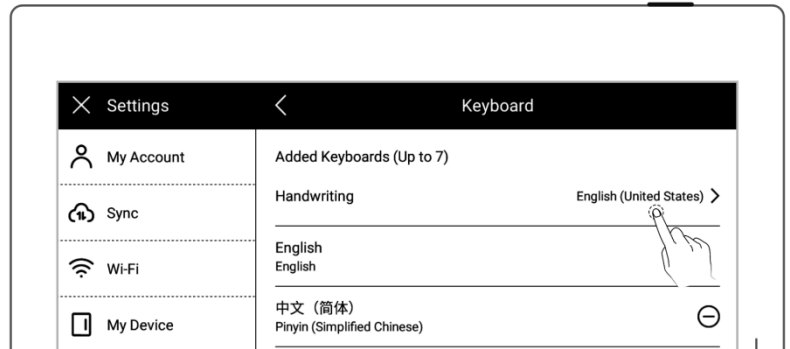 Settings
Keyboard
My Account
Sync
Wi-Fi
My Device
Added Keyboards (Up to 7)
Handwriting English (United States)
English
English
中文（简体）
Pinyin (Simplified Chinese)